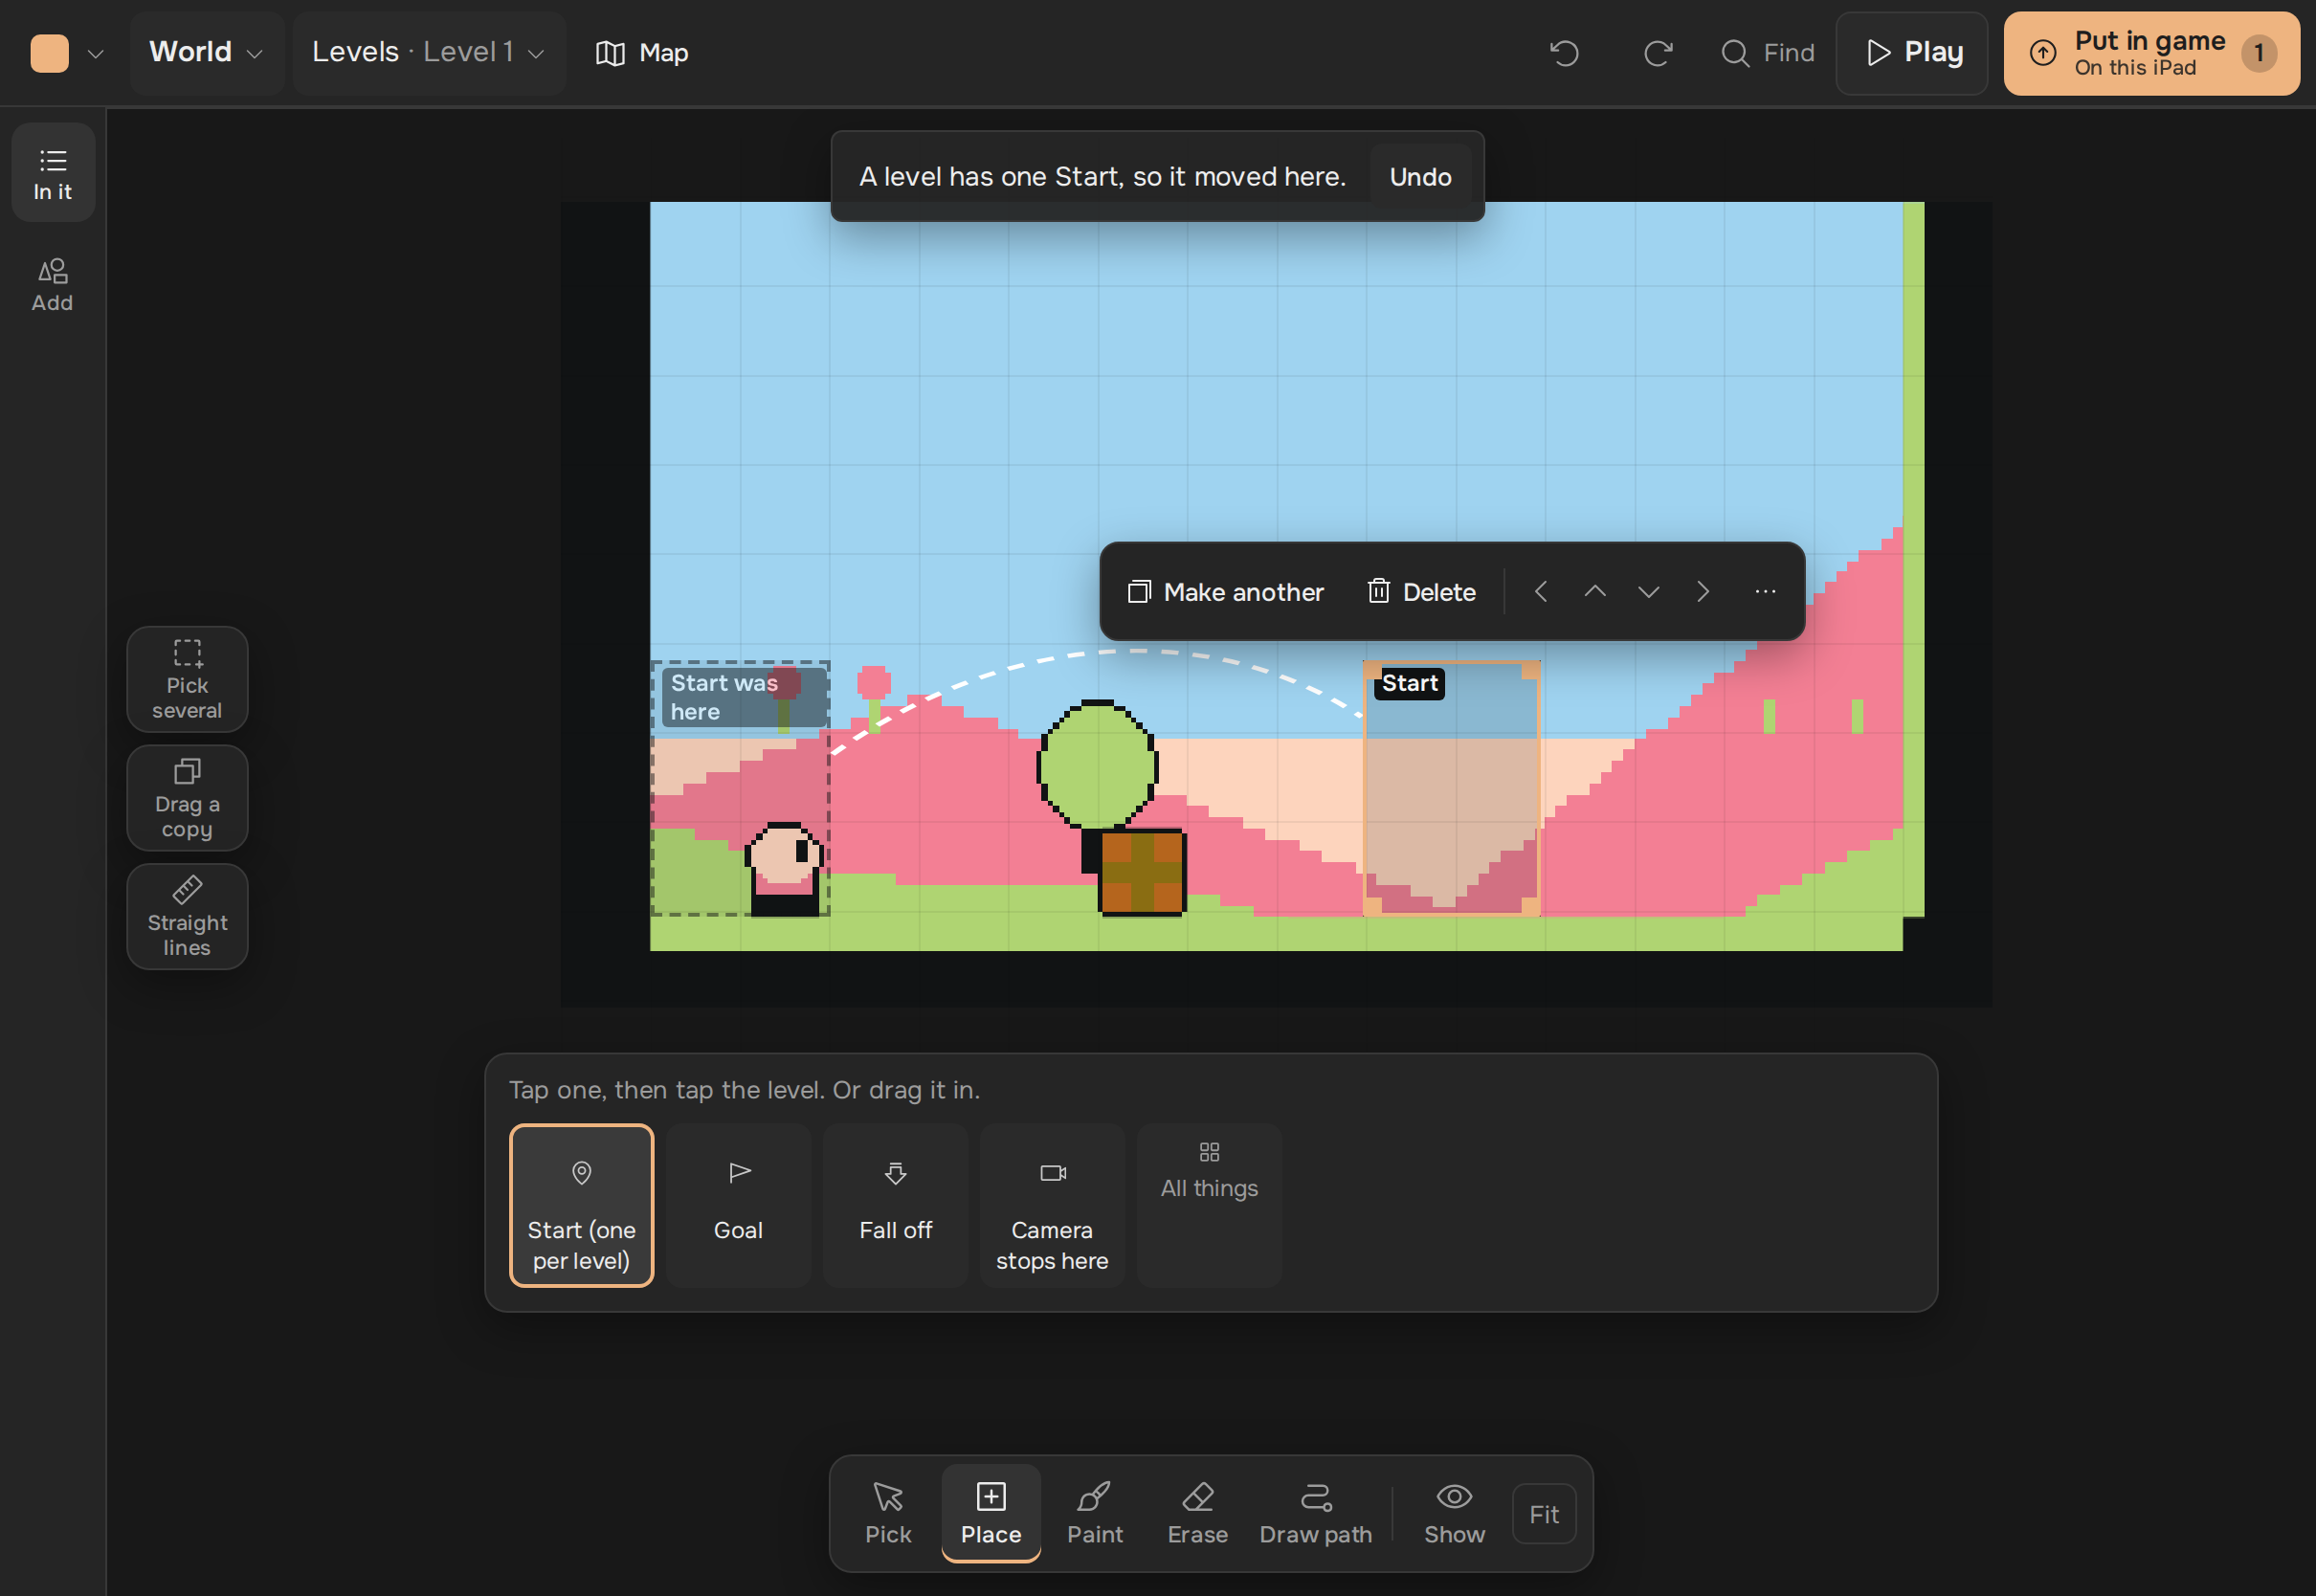 World
Levels · Level 1
Map
Find
Play
Put in game
On this iPad
1
In it
Add
A level has one Start, so it moved here.
Undo
Make another
Delete
Start was
here
Start
Pick
several
Drag a
copy
Straight
lines
Tap one, then tap the level. Or drag it in.
Start (one
per level)
Goal
Fall off
Camera
stops here
All things
Pick
Place
Paint
Erase
Draw path
Show
Fit